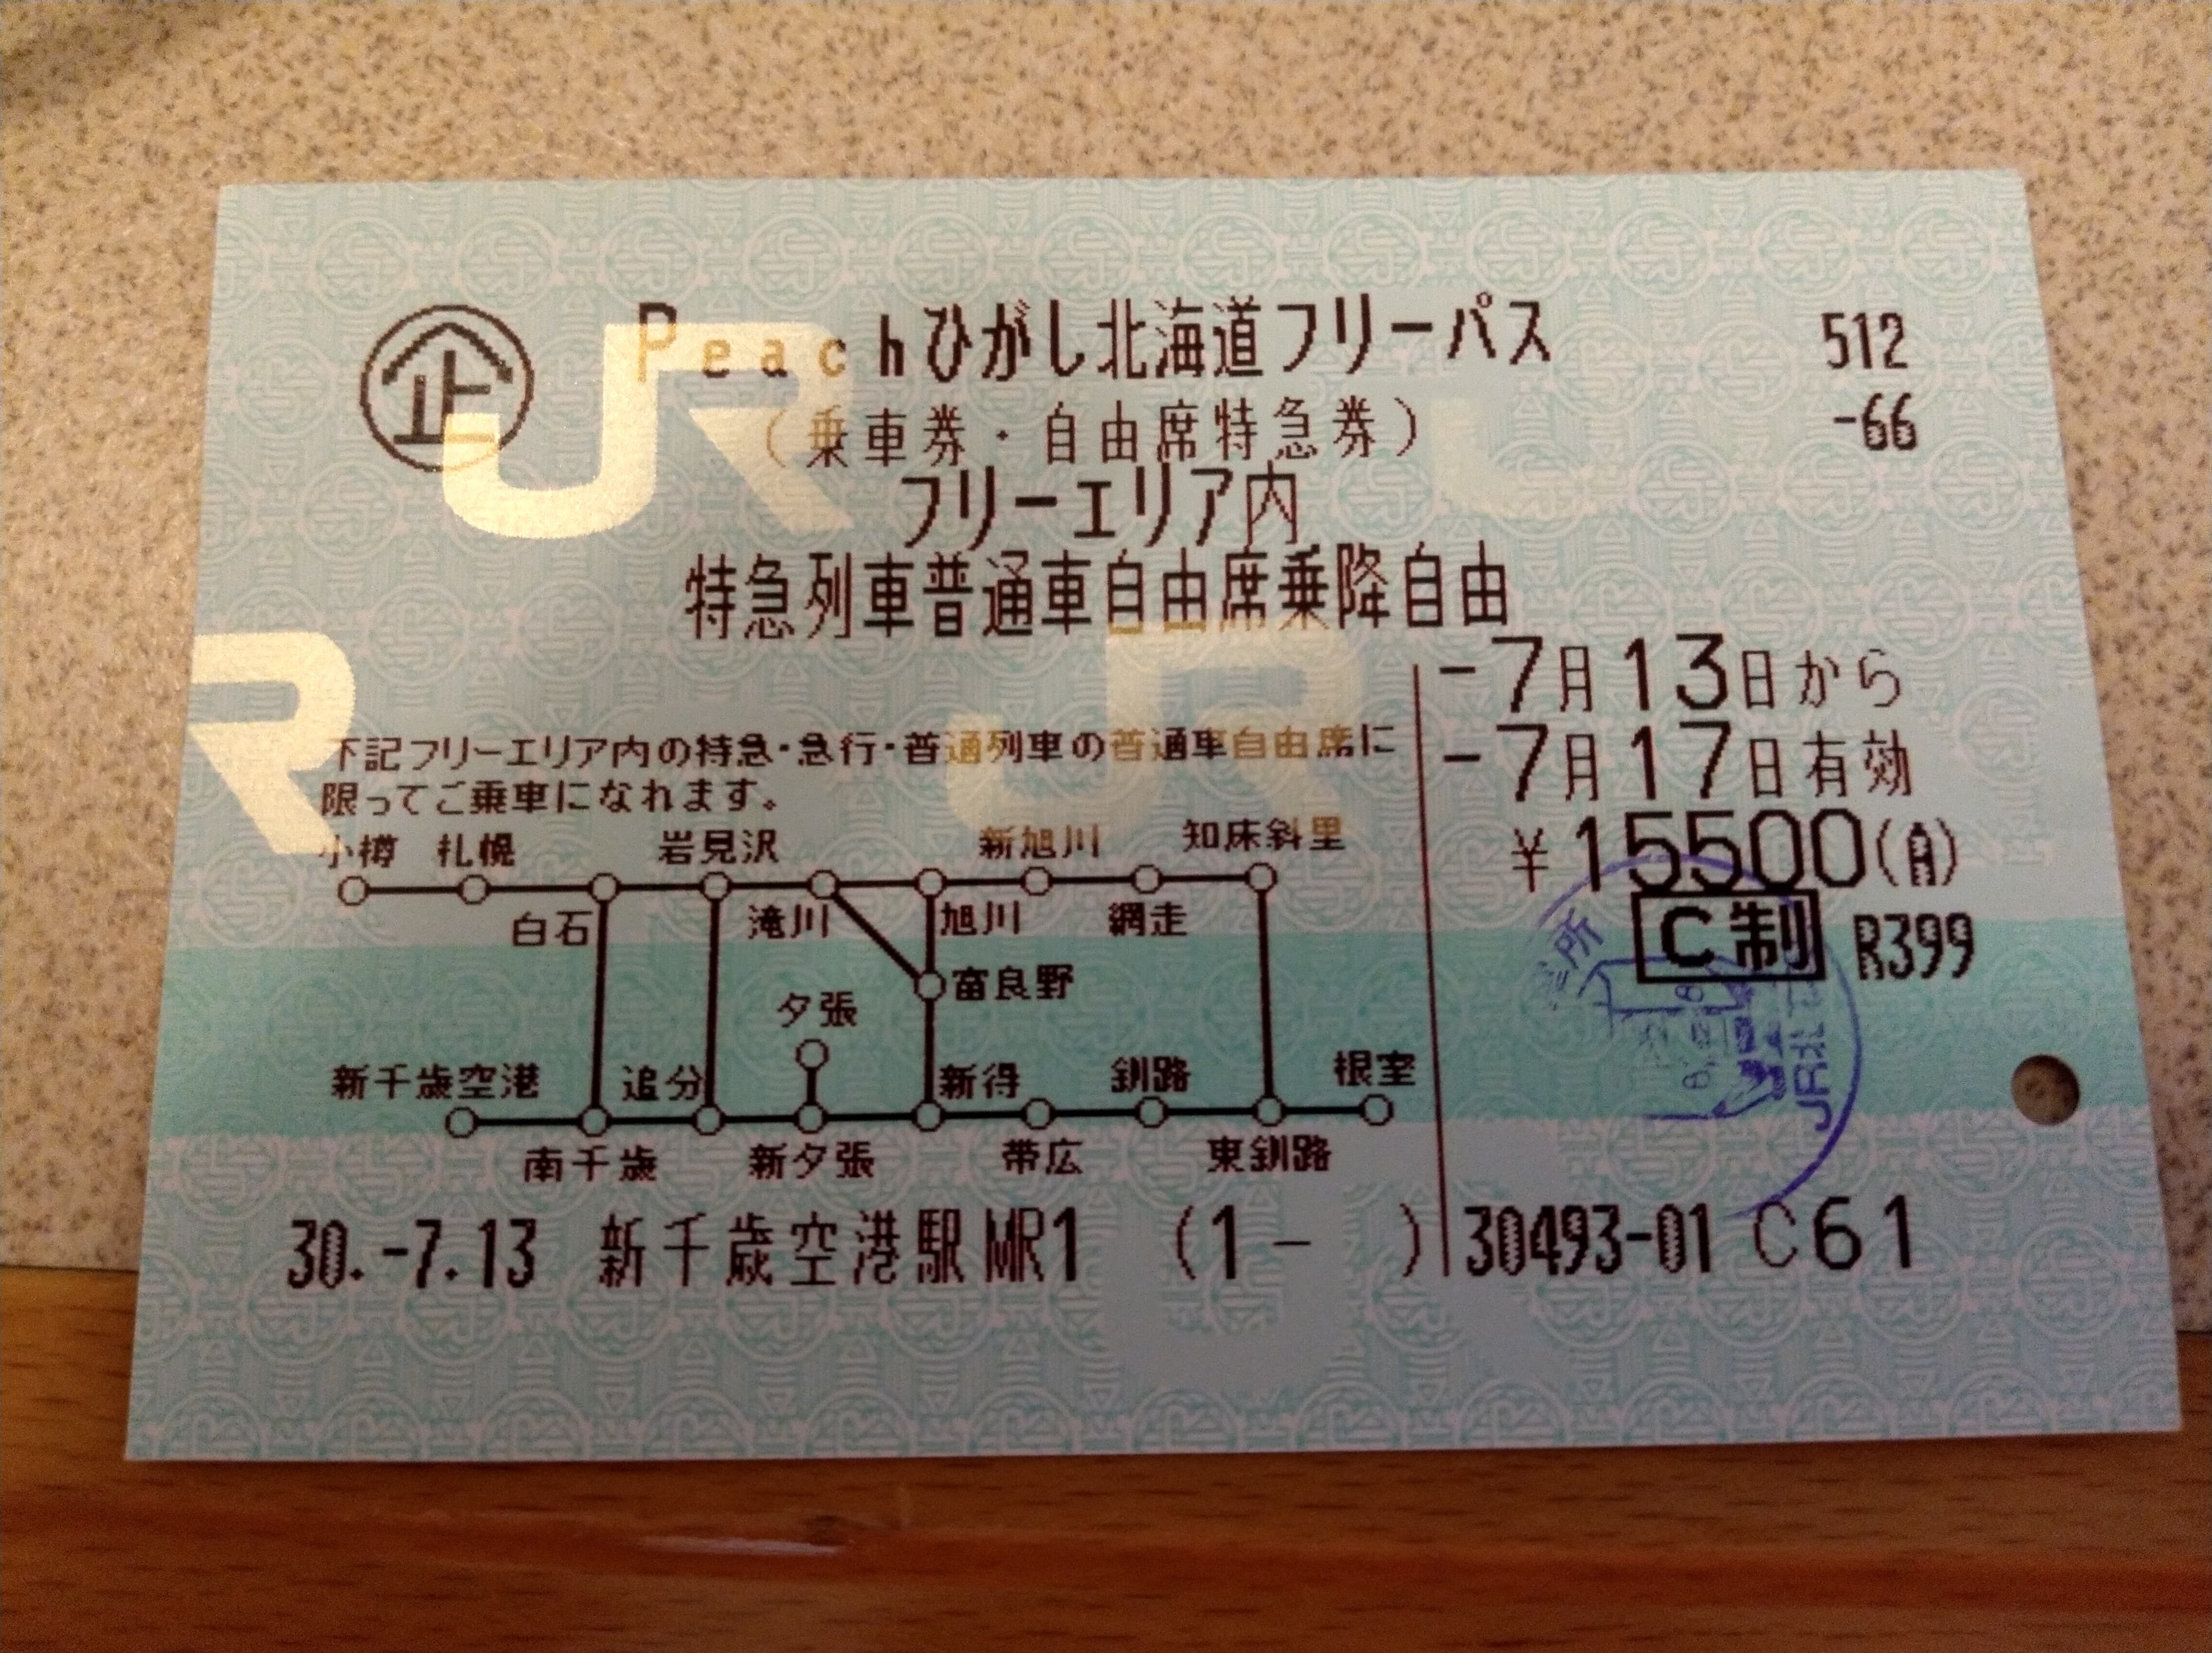 企 Peachひがし北海道フリーパス 512
(乗車券・自由席特急券) -66
フリーエリア内
特急列車普通車自由席乗降自由
-7月13日から
-7月17日有効
¥15500
C制 R399
下記フリーエリア内の特急・急行・普通列車の普通車自由席に
限ってご乗車になれます。
小樽 札幌 岩見沢 新旭川 知床斜里
白石 滝川 旭川 網走
富良野
夕張
新千歳空港 追分 新得 釧路 根室
南千歳 新夕張 帯広 東釧路
30.-7.13 新千歳空港駅MR1 (1- ) 30493-01 C61
JR
JR
R